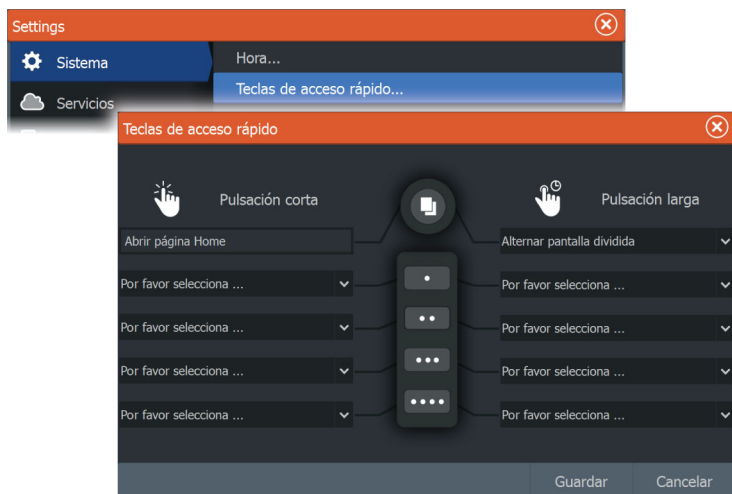 Settings
Sistema
Hora...
Teclas de acceso rápido...
Servicios
Teclas de acceso rápido
Pulsación corta
Pulsación larga
Abrir página Home
Alternar pantalla dividida
Por favor selecciona ...
Por favor selecciona ...
Por favor selecciona ...
Por favor selecciona ...
Por favor selecciona ...
Por favor selecciona ...
Por favor selecciona ...
Por favor selecciona ...
Guardar
Cancelar